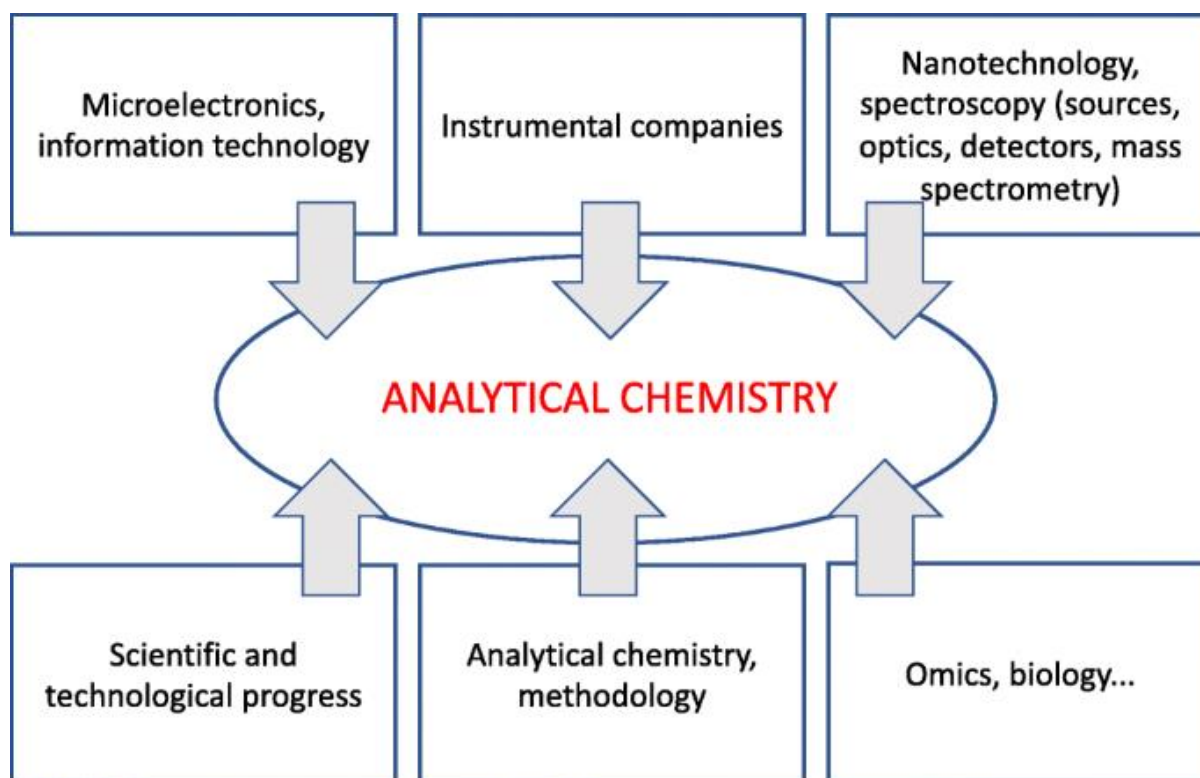 Microelectronics,
information technology
Instrumental companies
Nanotechnology,
spectroscopy (sources,
optics, detectors, mass
spectrometry)
ANALYTICAL CHEMISTRY
Scientific and
technological progress
Analytical chemistry,
methodology
Omics, biology...